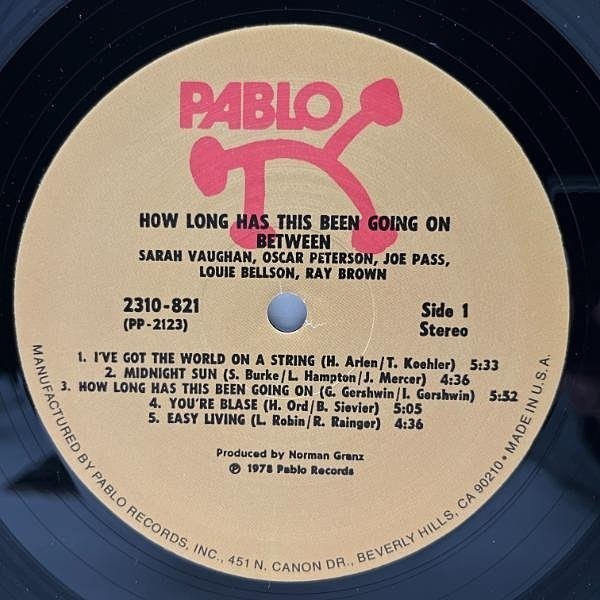 PABLO
HOW LONG HAS THIS BEEN GOING ON
BETWEEN
SARAH VAUGHAN, OSCAR PETERSON, JOE PASS,
LOUIE BELLSON, RAY BROWN
2310-821
(PP-2123)
Side 1
Stereo
1. I'VE GOT THE WORLD ON A STRING (H. Arlen/T. Koehler) 5:33
2. MIDNIGHT SUN (S. Burke/L. Hampton/J. Mercer) 4:36
3. HOW LONG HAS THIS BEEN GOING ON (G. Gershwin/I. Gershwin) 5:52
4. YOU'RE BLASE (H. Ord/B. Sievier) 5:05
5. EASY LIVING (L. Robin/R. Rainger) 4:36
Produced by Norman Granz
℗ 1978 Pablo Records
MANUFACTURED BY PABLO RECORDS, INC., 451 N. CANON DR., BEVERLY HILLS, CA 90210 • MADE IN U.S.A.